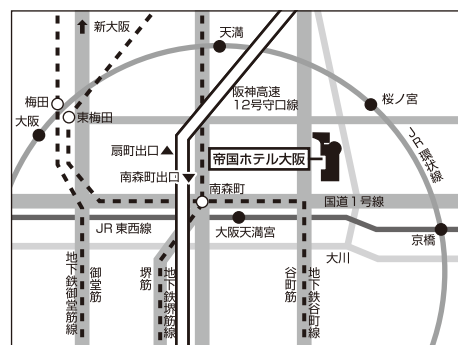 新大阪
天満
阪神高速
12号守口線
梅田
東梅田
大阪
桜ノ宮
JR環状線
扇町出口
帝国ホテル大阪
南森町出口
南森町
国道1号線
JR東西線
大阪天満宮
京橋
大川
地下鉄御堂筋線
御堂筋
堺筋
地下鉄堺筋線
谷町筋
地下鉄谷町線